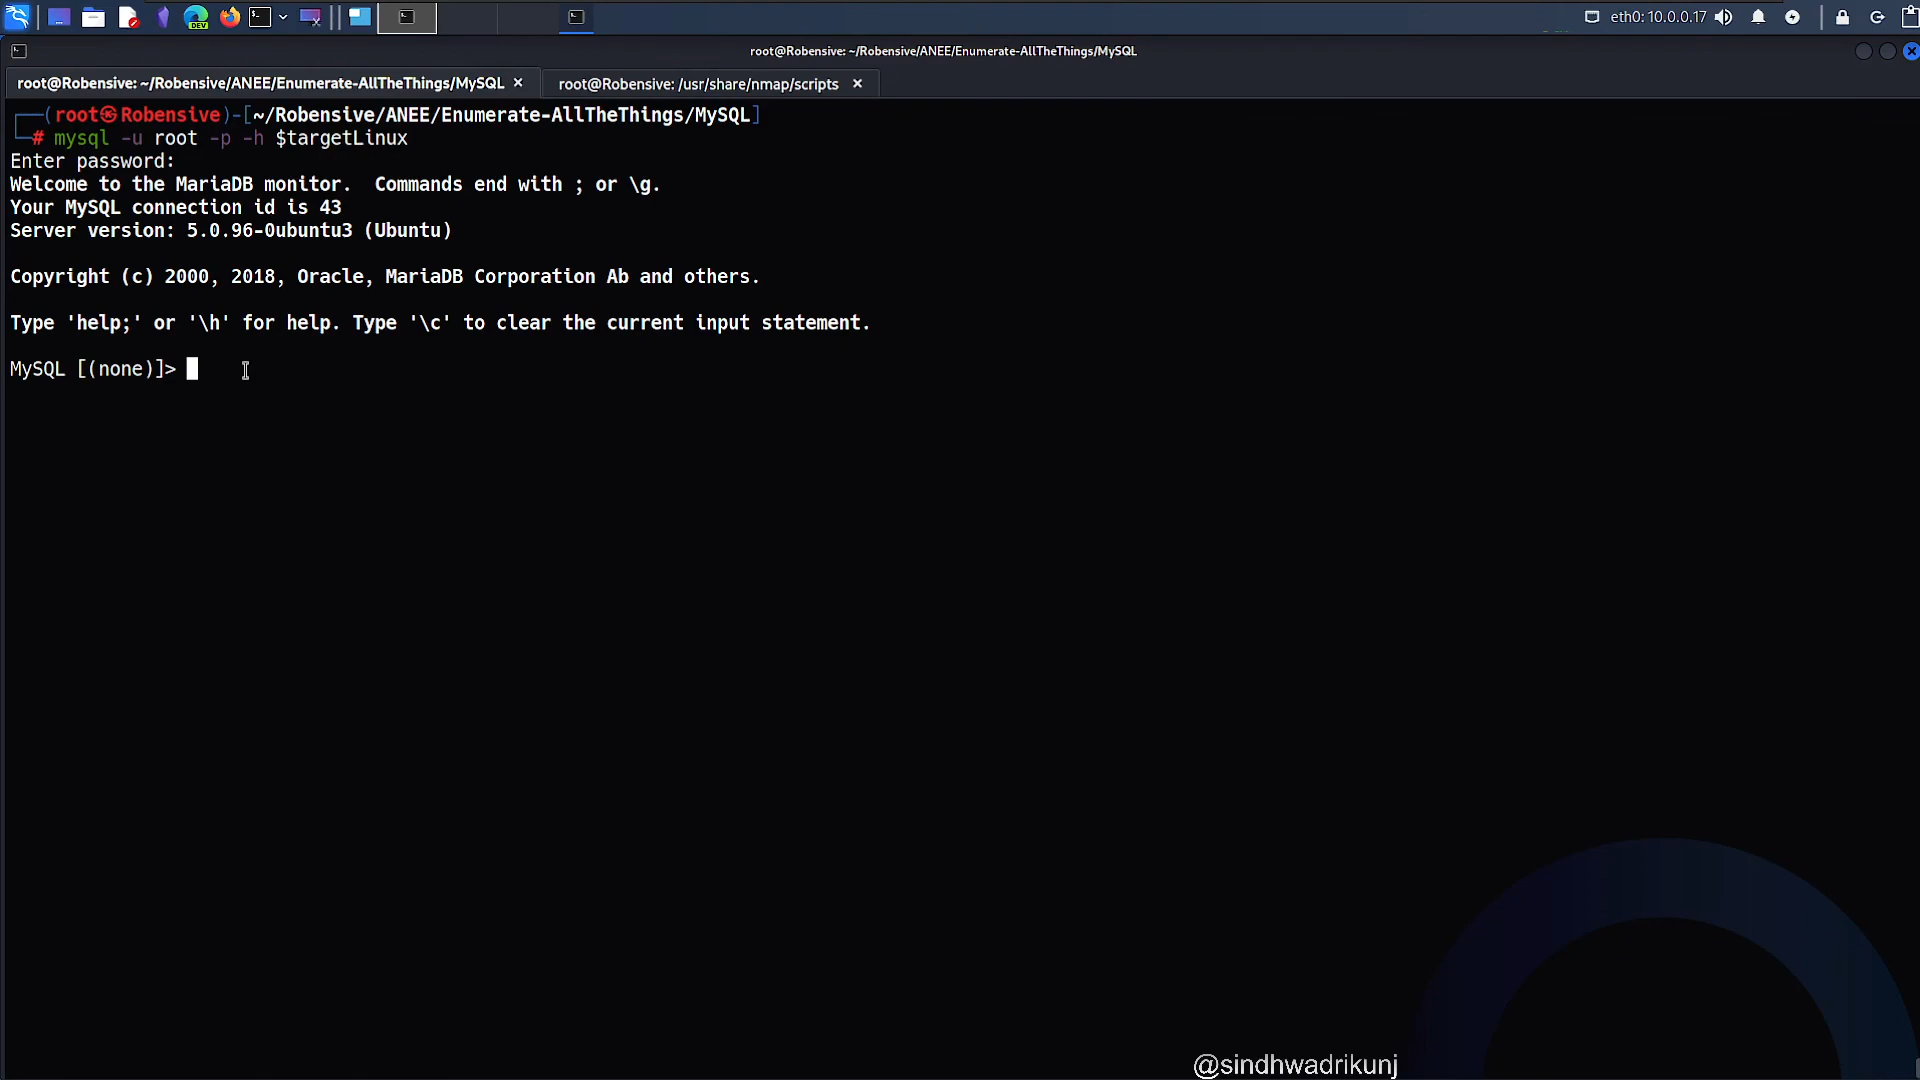 DEV
eth0: 10.0.0.17
root@Robensive: ~/Robensive/ANEE/Enumerate-AllTheThings/MySQL
root@Robensive: ~/Robensive/ANEE/Enumerate-AllTheThings/MySQL ×
root@Robensive: /usr/share/nmap/scripts ×
┌──(root㉿Robensive)-[~/Robensive/ANEE/Enumerate-AllTheThings/MySQL]
└─# mysql -u root -p -h $targetLinux
Enter password:
Welcome to the MariaDB monitor.  Commands end with ; or \g.
Your MySQL connection id is 43
Server version: 5.0.96-0ubuntu3 (Ubuntu)
Copyright (c) 2000, 2018, Oracle, MariaDB Corporation Ab and others.
Type 'help;' or '\h' for help. Type '\c' to clear the current input statement.
MySQL [(none)]>
@sindhwadrikunj